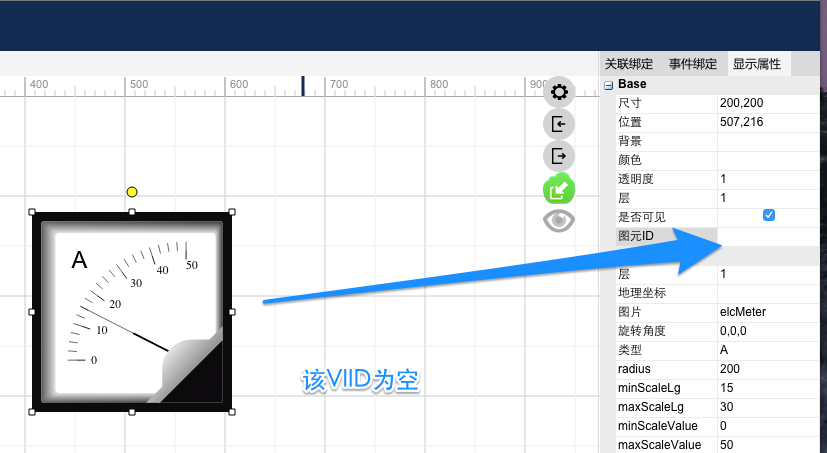 关联绑定 事件绑定 显示属性
400 500 600 700 800 900
Base
尺寸 200,200
位置 507,216
背景
颜色
透明度 1
层 1
是否可见
图元ID
层 1
地理坐标
图片 elcMeter
旋转角度 0,0,0
类型 A
radius 200
minScaleLg 15
maxScaleLg 30
minScaleValue 0
maxScaleValue 50
A
50
40
30
20
10
0
该VIID为空